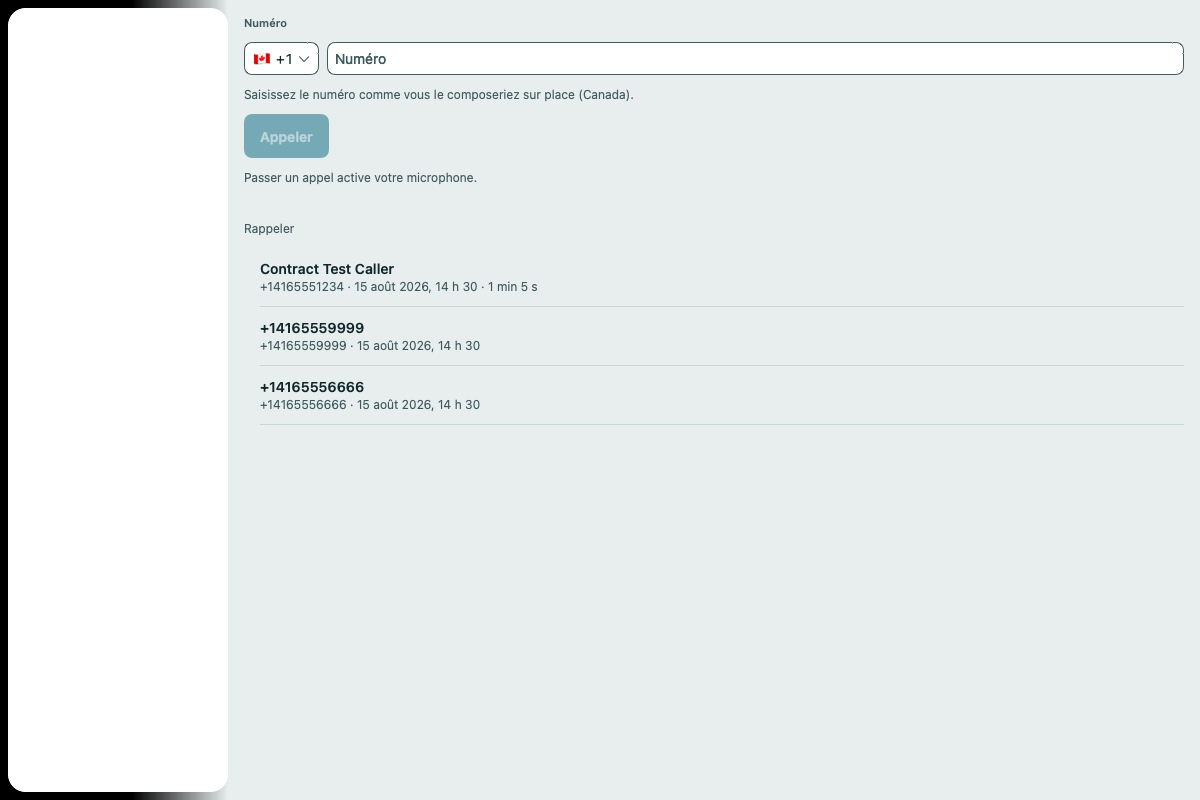 Numéro
+1
Numéro
Saisissez le numéro comme vous le composeriez sur place (Canada).
Appeler
Passer un appel active votre microphone.
Rappeler
Contract Test Caller
+14165551234 · 15 août 2026, 14 h 30 · 1 min 5 s
+14165559999
+14165559999 · 15 août 2026, 14 h 30
+14165556666
+14165556666 · 15 août 2026, 14 h 30